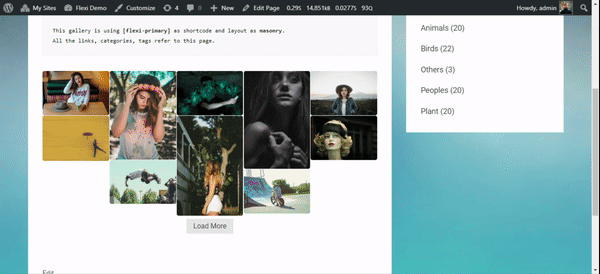 My Sites
Flexi Demo
Customize
4
0
New
Edit Page
0.29S
14,851KB
0.0277S
93Q
Howdy, admin
This gallery is using [flexi-primary] as shortcode and layout as masonry.
All the links, categories, tags refer to this page.
Load More
Edit
Animals (20)
Birds (22)
Others (3)
Peoples (20)
Plant (20)